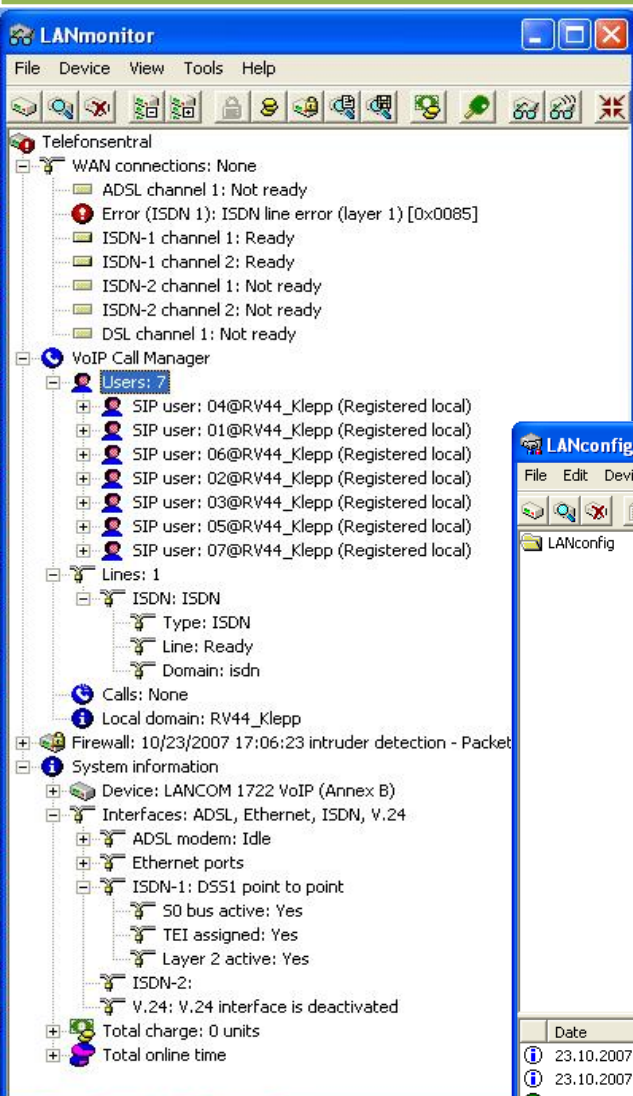 LANmonitor
File Device View Tools Help
Telefonsentral
WAN connections: None
ADSL channel 1: Not ready
Error (ISDN 1): ISDN line error (layer 1) [0x0085]
ISDN-1 channel 1: Ready
ISDN-1 channel 2: Ready
ISDN-2 channel 1: Not ready
ISDN-2 channel 2: Not ready
DSL channel 1: Not ready
VoIP Call Manager
Users: 7
SIP user: 04@RV44_Klepp (Registered local)
SIP user: 01@RV44_Klepp (Registered local)
SIP user: 06@RV44_Klepp (Registered local)
SIP user: 02@RV44_Klepp (Registered local)
SIP user: 03@RV44_Klepp (Registered local)
SIP user: 05@RV44_Klepp (Registered local)
SIP user: 07@RV44_Klepp (Registered local)
Lines: 1
ISDN: ISDN
Type: ISDN
Line: Ready
Domain: isdn
Calls: None
Local domain: RV44_Klepp
Firewall: 10/23/2007 17:06:23 intruder detection - Packet
System information
Device: LANCOM 1722 VoIP (Annex B)
Interfaces: ADSL, Ethernet, ISDN, V.24
ADSL modem: Idle
Ethernet ports
ISDN-1: DSS1 point to point
S0 bus active: Yes
TEI assigned: Yes
Layer 2 active: Yes
ISDN-2:
V.24: V.24 interface is deactivated
Total charge: 0 units
Total online time
LANconfig
File Edit Devi
LANconfig
Date
23.10.2007
23.10.2007